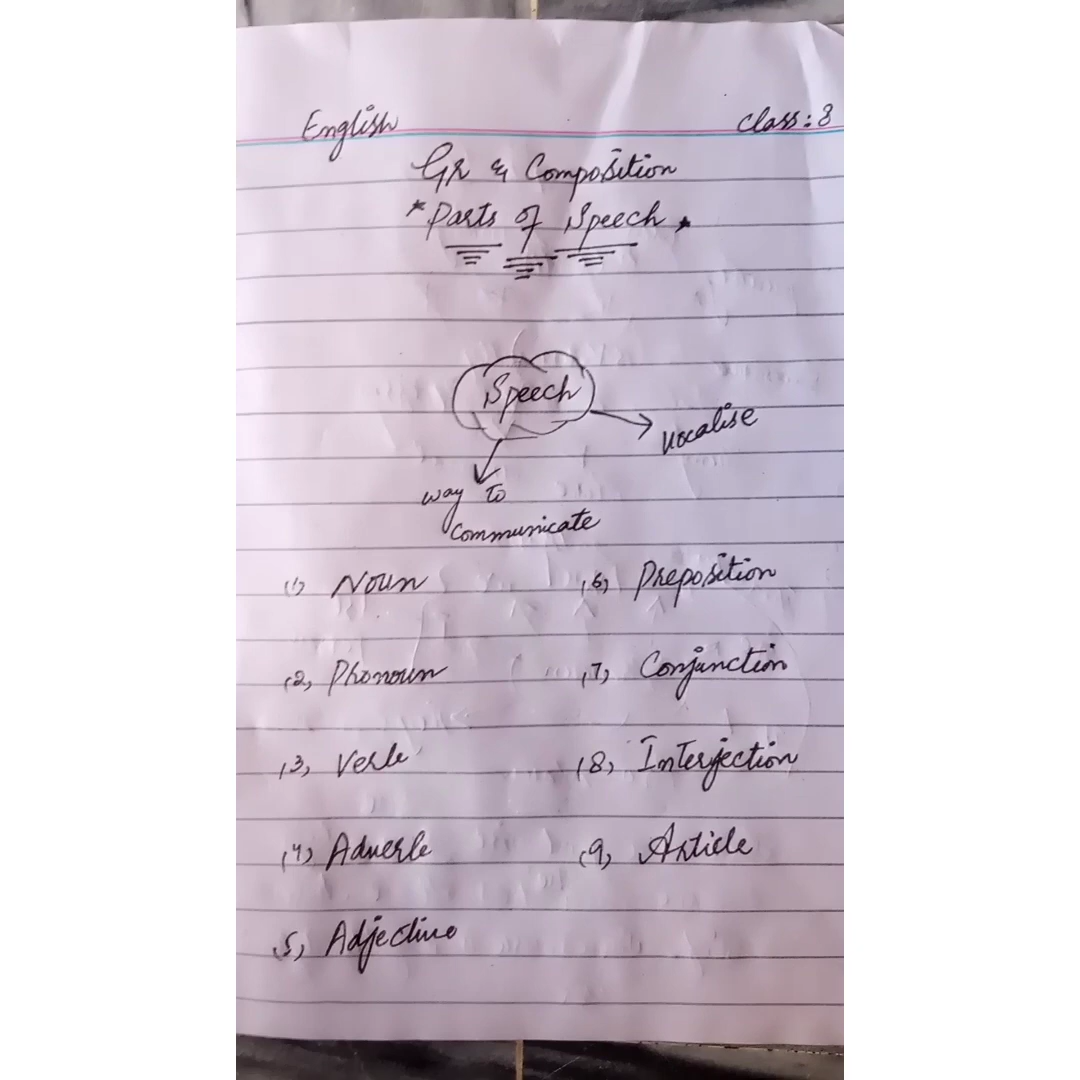 English
Class: 8
Gr & Composition
* Parts of Speech *
Speech
vocalise
way to
communicate
(1) Noun
(6) Preposition
(2) Pronoun
(7) Conjunction
(3) Verb
(8) Interjection
(4) Adverb
(9) Article
(5) Adjective